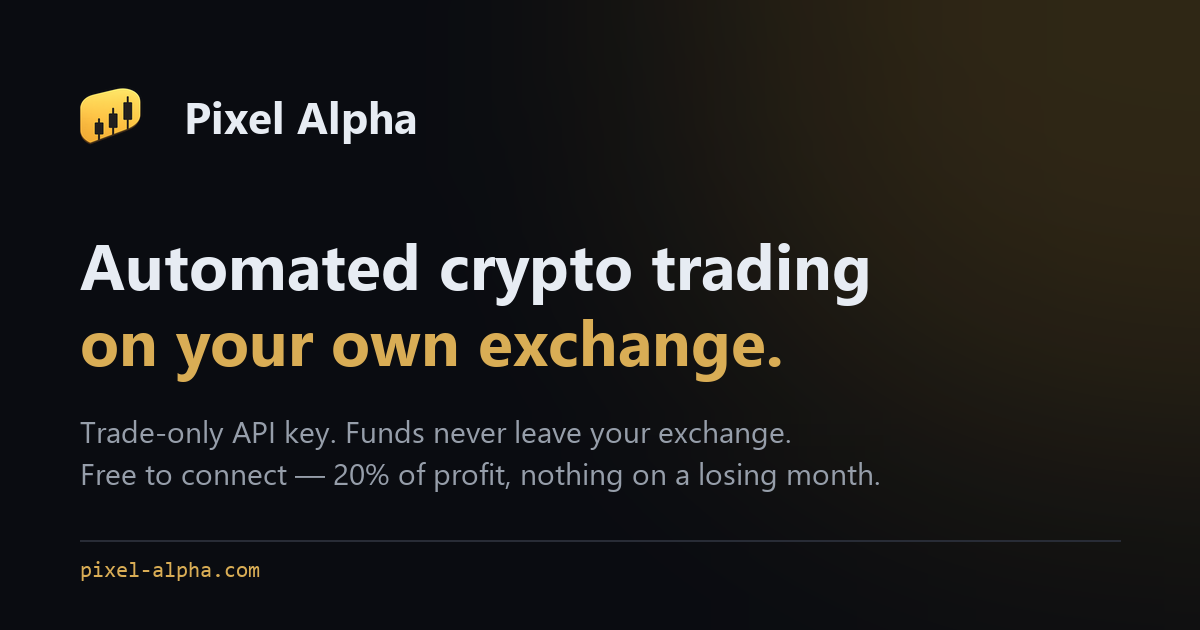 Pixel Alpha
Automated crypto trading
on your own exchange.
Trade-only API key. Funds never leave your exchange.
Free to connect — 20% of profit, nothing on a losing month.
pixel-alpha.com